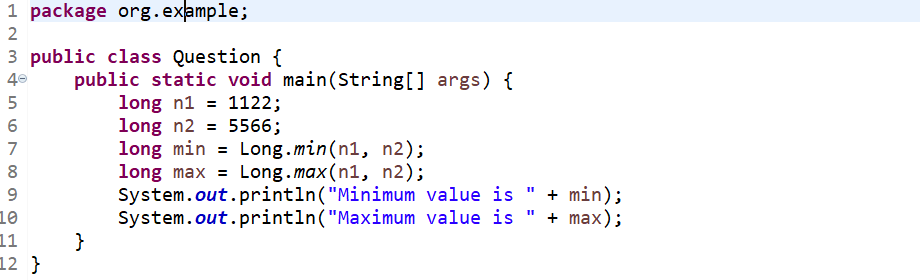 1 package org.example;
2
3 public class Question {
4     public static void main(String[] args) {
5         long n1 = 1122;
6         long n2 = 5566;
7         long min = Long.min(n1, n2);
8         long max = Long.max(n1, n2);
9         System.out.println("Minimum value is " + min);
10         System.out.println("Maximum value is " + max);
11     }
12 }